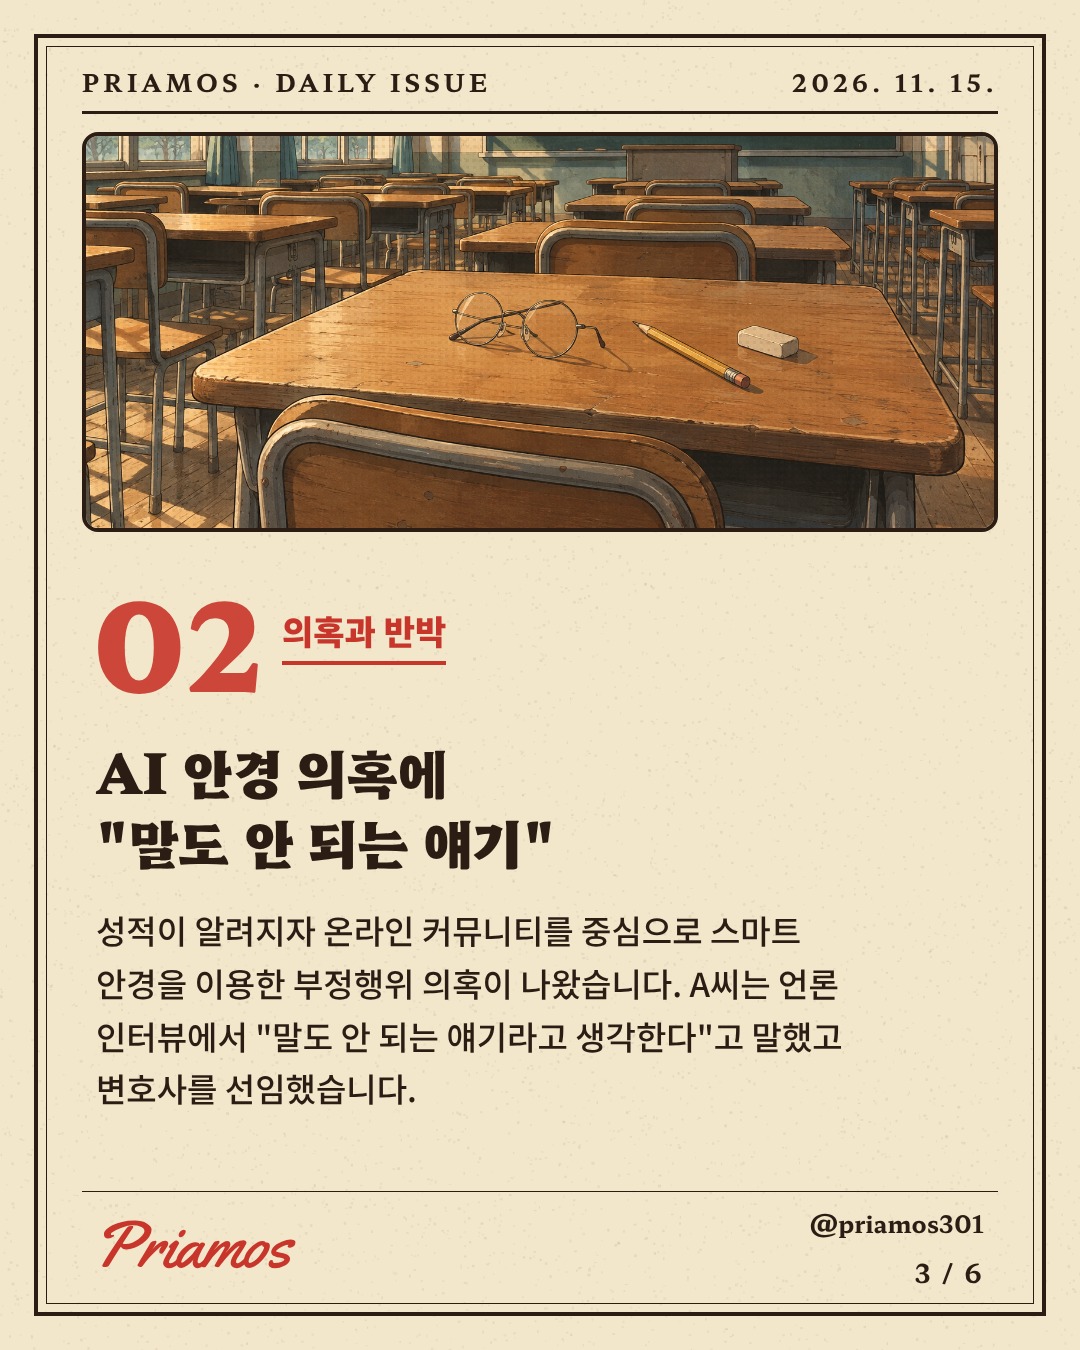 PRIAMOS · DAILY ISSUE
2026. 11. 15.
02
의혹과 반박
AI 안경 의혹에
"말도 안 되는 얘기"
성적이 알려지자 온라인 커뮤니티를 중심으로 스마트
안경을 이용한 부정행위 의혹이 나왔습니다. A씨는 언론
인터뷰에서 "말도 안 되는 얘기라고 생각한다"고 말했고
변호사를 선임했습니다.
Priamos
@priamos301
3 / 6